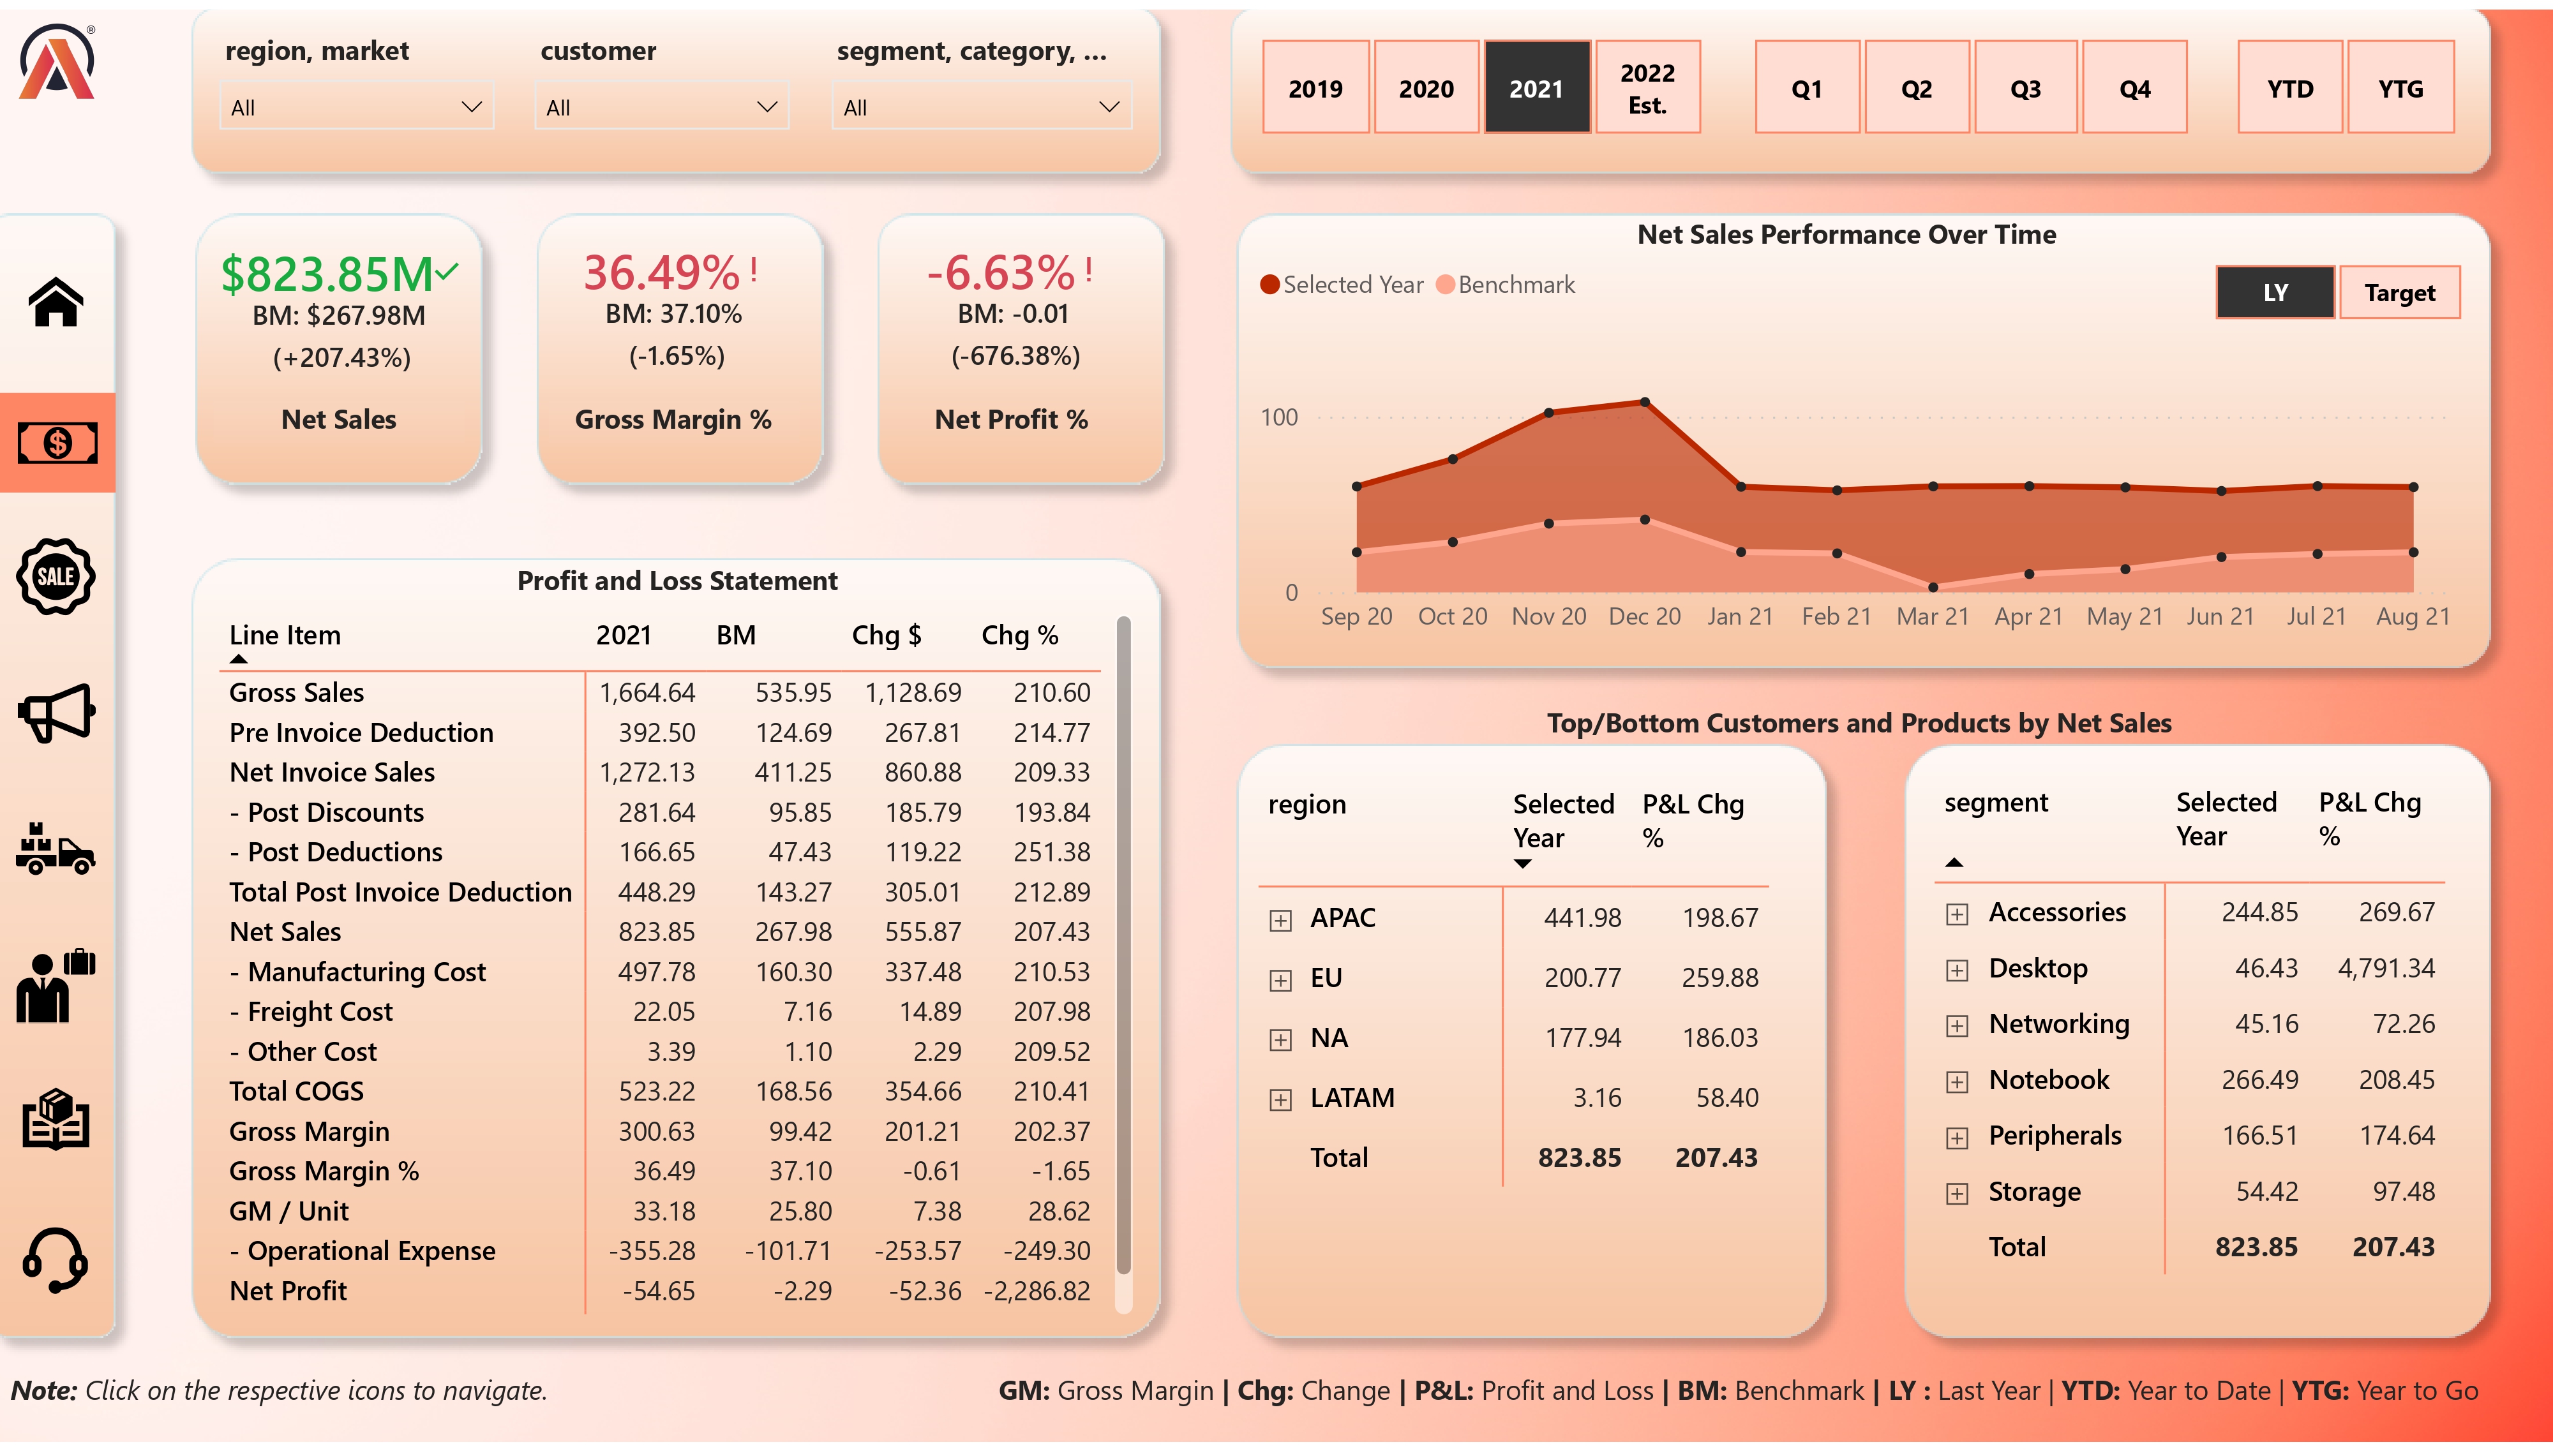 ®
region, market
customer
segment, category, ...
All
All
All
2019
2020
2021
2022
Est.
Q1
Q2
Q3
Q4
YTD
YTG
$823.85M
BM: $267.98M
(+207.43%)
Net Sales
36.49% !
BM: 37.10%
(-1.65%)
Gross Margin %
-6.63% !
BM: -0.01
(-676.38%)
Net Profit %
Net Sales Performance Over Time
Selected Year Benchmark
LY
Target
100
0
Sep 20 Oct 20 Nov 20 Dec 20 Jan 21 Feb 21 Mar 21 Apr 21 May 21 Jun 21 Jul 21 Aug 21
$
SALE
Profit and Loss Statement
Line Item 2021 BM Chg $ Chg %
Gross Sales 1,664.64 535.95 1,128.69 210.60
Pre Invoice Deduction 392.50 124.69 267.81 214.77
Net Invoice Sales 1,272.13 411.25 860.88 209.33
- Post Discounts 281.64 95.85 185.79 193.84
- Post Deductions 166.65 47.43 119.22 251.38
Total Post Invoice Deduction 448.29 143.27 305.01 212.89
Net Sales 823.85 267.98 555.87 207.43
- Manufacturing Cost 497.78 160.30 337.48 210.53
- Freight Cost 22.05 7.16 14.89 207.98
- Other Cost 3.39 1.10 2.29 209.52
Total COGS 523.22 168.56 354.66 210.41
Gross Margin 300.63 99.42 201.21 202.37
Gross Margin % 36.49 37.10 -0.61 -1.65
GM / Unit 33.18 25.80 7.38 28.62
- Operational Expense -355.28 -101.71 -253.57 -249.30
Net Profit -54.65 -2.29 -52.36 -2,286.82
Top/Bottom Customers and Products by Net Sales
region Selected P&L Chg
Year %
APAC 441.98 198.67
EU 200.77 259.88
NA 177.94 186.03
LATAM 3.16 58.40
Total 823.85 207.43
segment Selected P&L Chg
Year %
Accessories 244.85 269.67
Desktop 46.43 4,791.34
Networking 45.16 72.26
Notebook 266.49 208.45
Peripherals 166.51 174.64
Storage 54.42 97.48
Total 823.85 207.43
Note: Click on the respective icons to navigate.
GM: Gross Margin | Chg: Change | P&L: Profit and Loss | BM: Benchmark | LY : Last Year | YTD: Year to Date | YTG: Year to Go